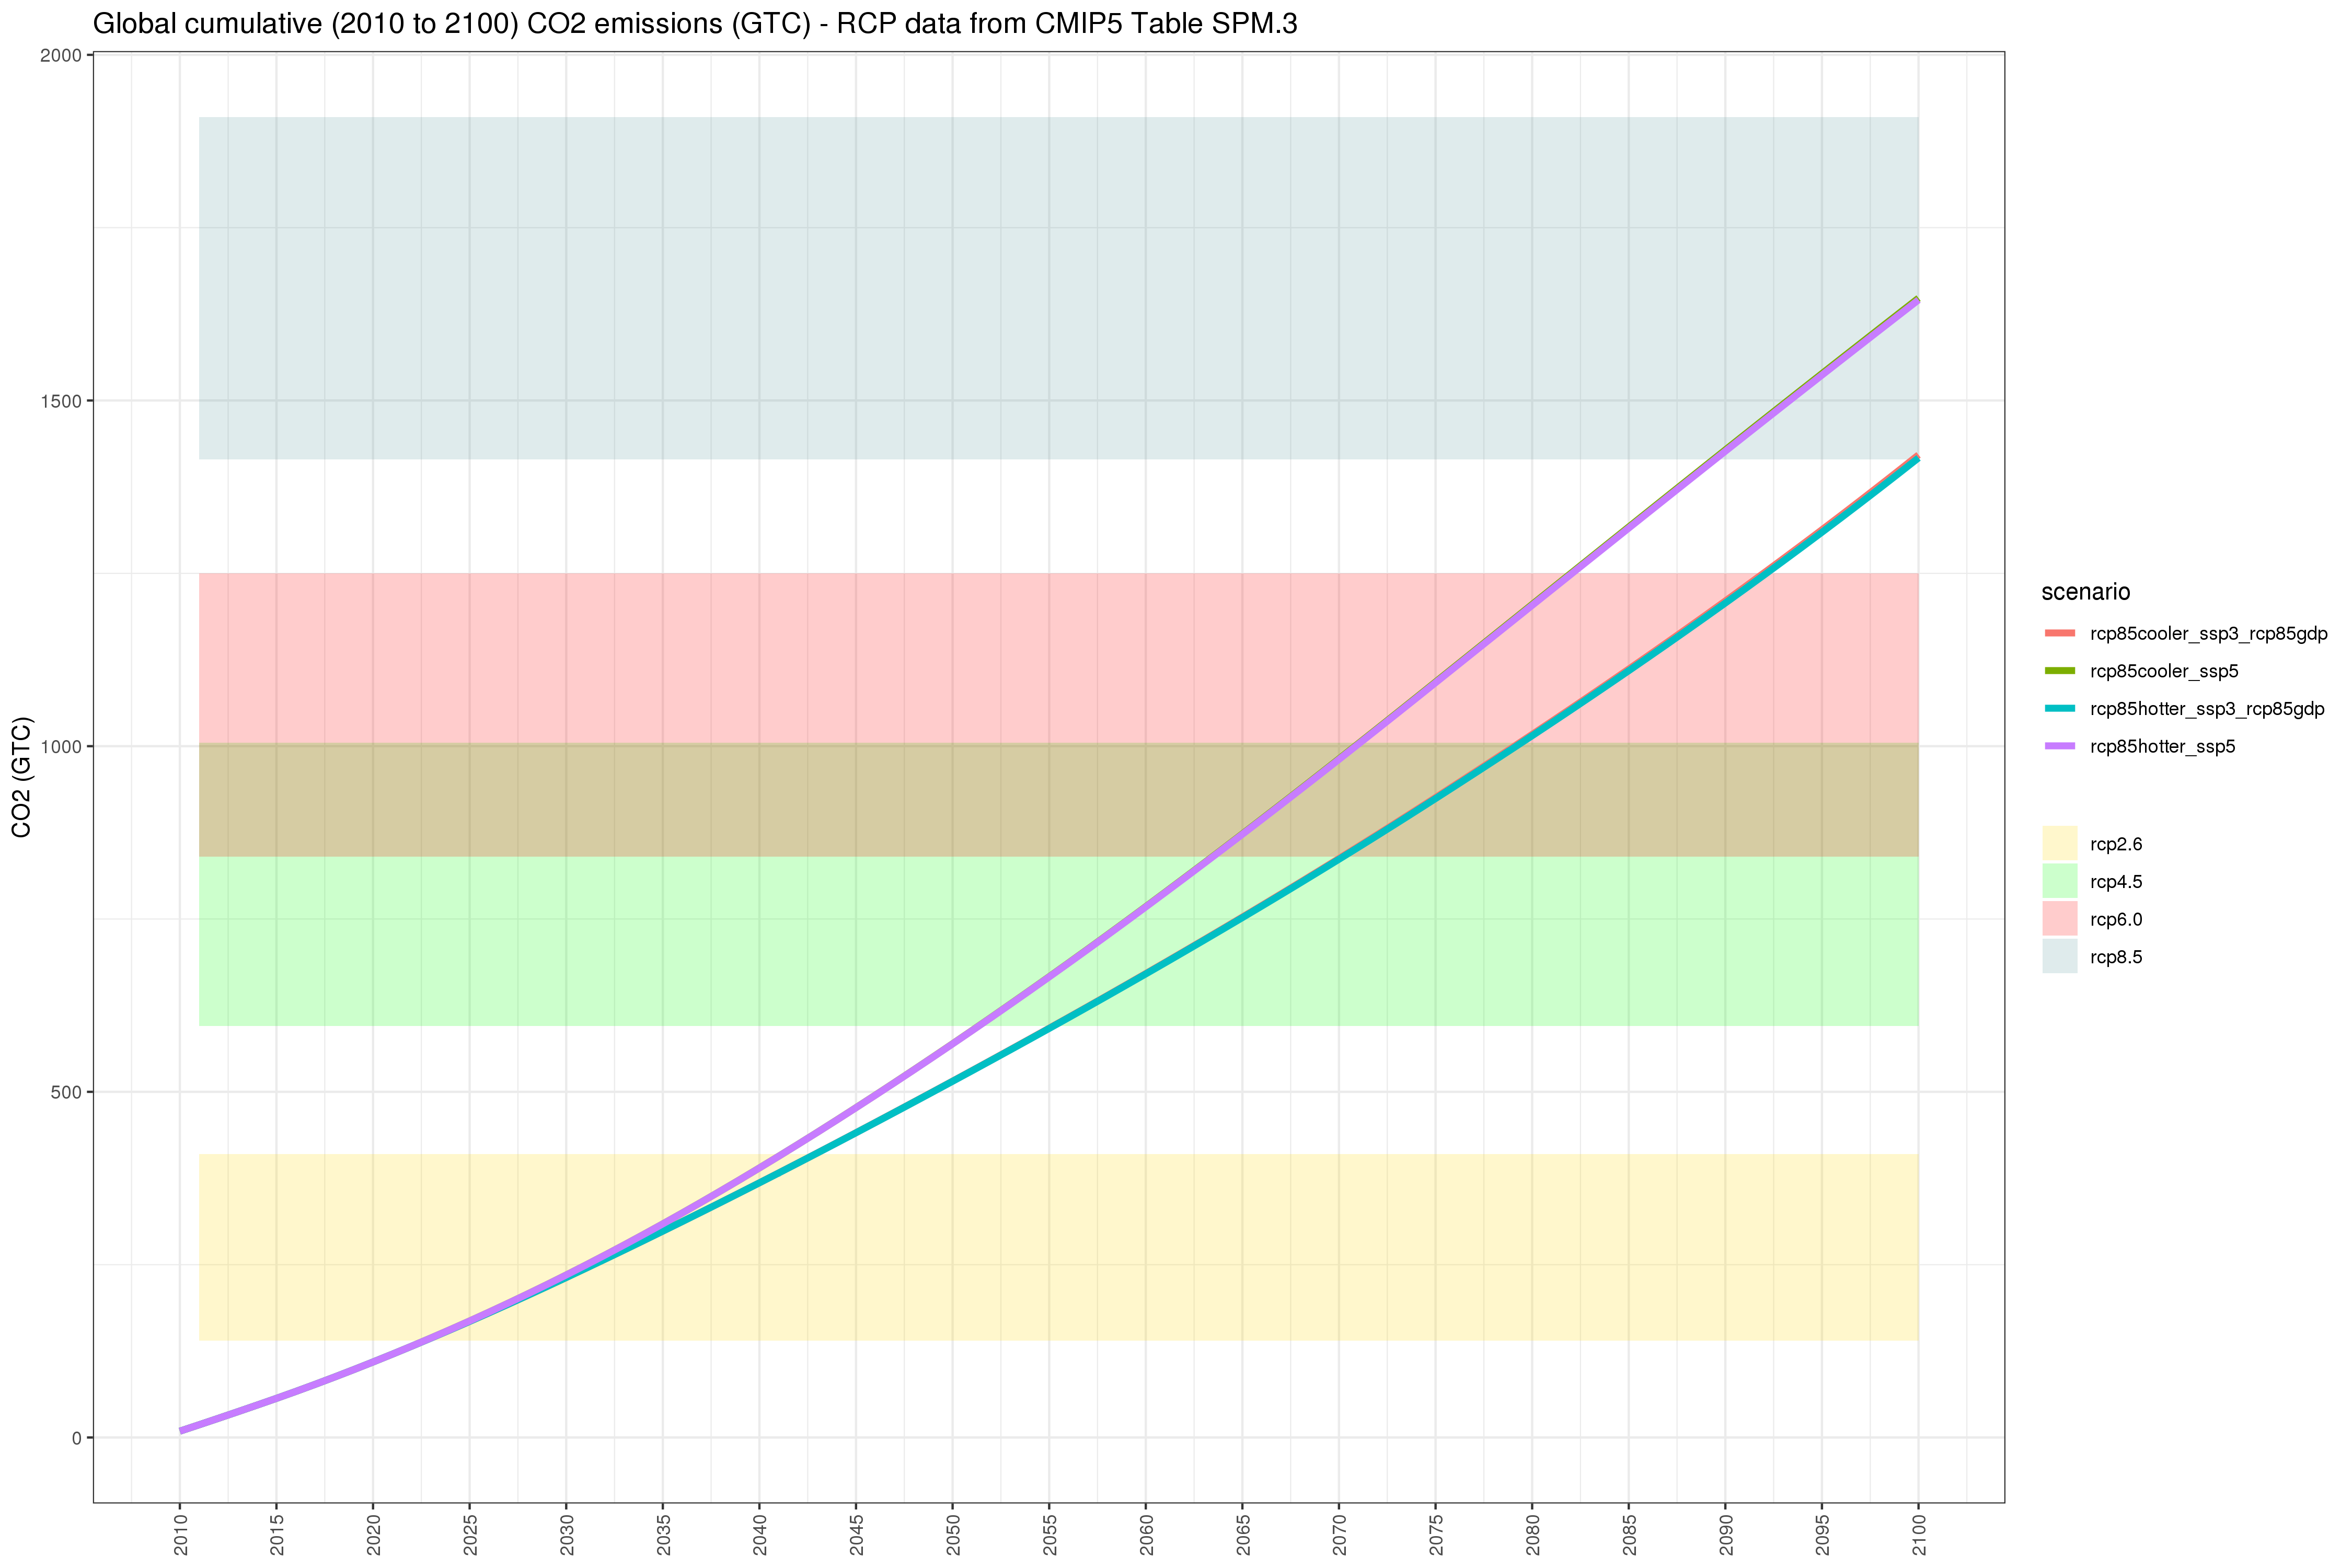 Global cumulative (2010 to 2100) CO2 emissions (GTC) - RCP data from CMIP5 Table SPM.3
CO2 (GTC)
2000
1500
1000
500
0
2010
2015
2020
2025
2030
2035
2040
2045
2050
2055
2060
2065
2070
2075
2080
2085
2090
2095
2100
scenario
rcp85cooler_ssp3_rcp85gdp
rcp85cooler_ssp5
rcp85hotter_ssp3_rcp85gdp
rcp85hotter_ssp5
rcp2.6
rcp4.5
rcp6.0
rcp8.5